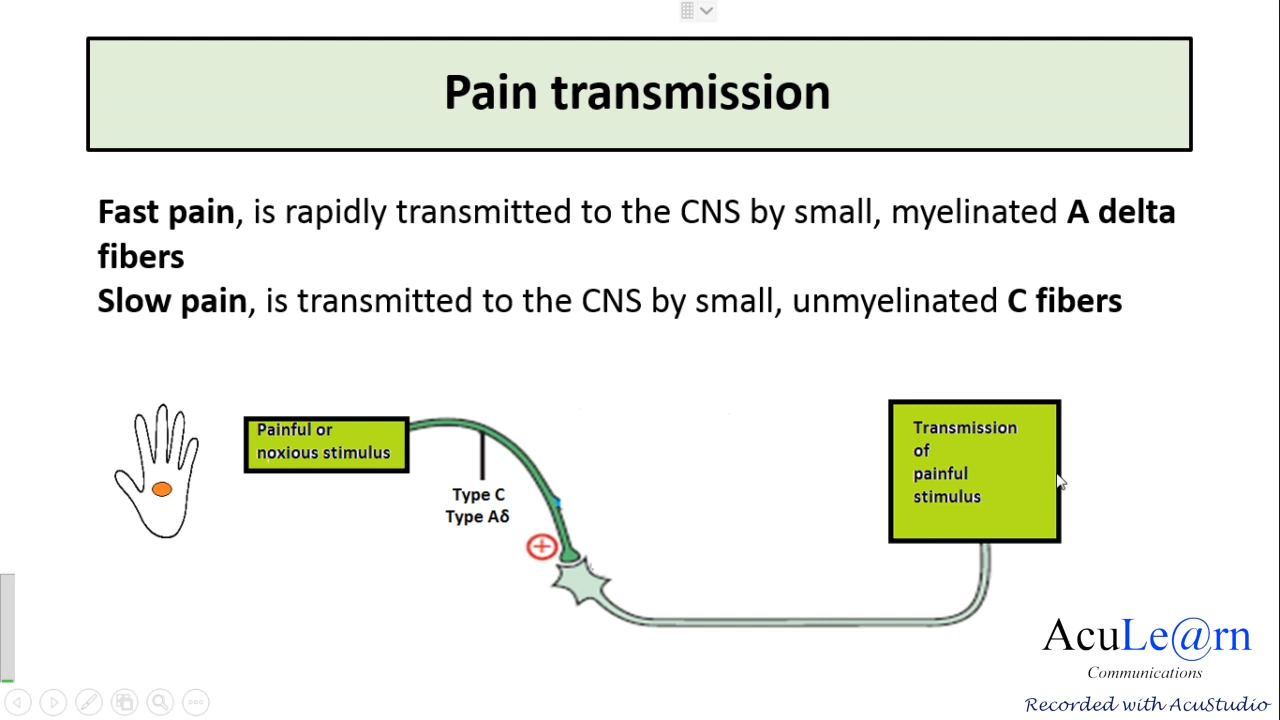 Pain transmission
Fast pain, is rapidly transmitted to the CNS by small, myelinated A delta
fibers
Slow pain, is transmitted to the CNS by small, unmyelinated C fibers
Painful or
noxious stimulus
Type C
Type Aδ
Transmission
of
painful
stimulus
AcuLe@rn
Communications
Recorded with AcuStudio